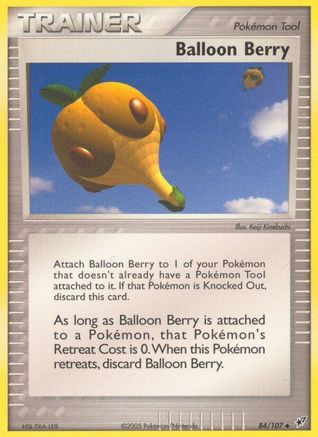 TRAINER
Pokémon Tool
Balloon Berry
Illus. Keiji Kinebuchi
Attach Balloon Berry to 1 of your Pokémon
that doesn't already have a Pokémon Tool
attached to it. If that Pokémon is Knocked Out,
discard this card.
As long as Balloon Berry is attached
to a Pokémon, that Pokémon's
Retreat Cost is 0. When this Pokémon
retreats, discard Balloon Berry.
HSL-TXA-LEB
©2005 Pokémon/Nintendo
84/107